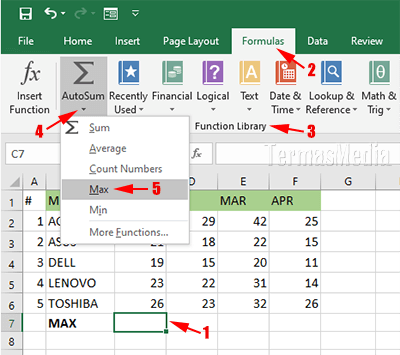 File Home Insert Page Layout Formulas Data Review
2
fx Σ
Insert Function AutoSum Recently Used Financial Logical Text Date & Time Lookup & Reference Math & Trig
4
Function Library 3
C7 TermasMedia
Σ Sum
Average
Count Numbers
Max 5
Min
More Functions...
A E F G H
1 # MAR APR
2 1 29 42 25
3 2 18 22 15
4 3 DELL 19 15 20 11
5 4 LENOVO 23 22 31 14
6 5 TOSHIBA 26 23 32 26
7 MAX 1
8